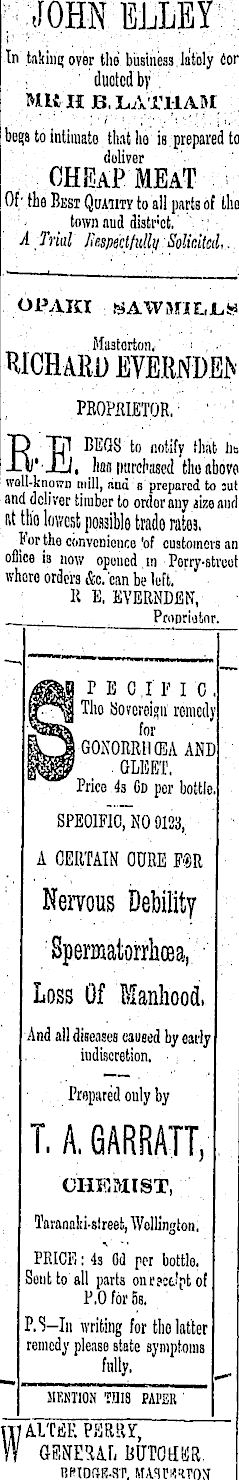 JOHN ELLEY
In taking over the business lately con
ducted by
MR H B. LATHAM
begs to intimate that he is prepared to
deliver
CHEAP MEAT
Of the BEST QUALITY to all parts of the
town and district.
A Trial Respectfully Solicited.
OPAKI SAWMILLS
Masterton.
RICHARD EVERNDEN
PROPRIETOR.
R. E. BEGS to notify that he
has purchased the above
well-known mill, and s prepared to cut
and deliver timber to order any size and
at the lowest possible trade rates.
For the convenience of customers an
office is now opened in Perry-street
where orders &c. can be left.
R E. EVERNDEN,
Proprietor.
SPECIFIC.
The Sovereign remedy
for
GONORRHŒA AND
GLEET.
Price 4s 6D per bottle.
SPECIFIC, NO 9123,
A CERTAIN CURE FOR
Nervous Debility
Spermatorrhœa,
Loss Of Manhood.
And all diseases caused by early
indiscretion.
Prepared only by
T. A. GARRATT,
CHEMIST,
Taranaki-street, Wellington.
PRICE: 4s 6d per bottle.
Sent to all parts on receipt of
P.O for 5s.
P.S—In writing for the latter
remedy please state symptoms
fully.
MENTION THIS PAPER
WALTER PERRY,
GENERAL BUTCHER
BRIDGE-ST, MASTERTON